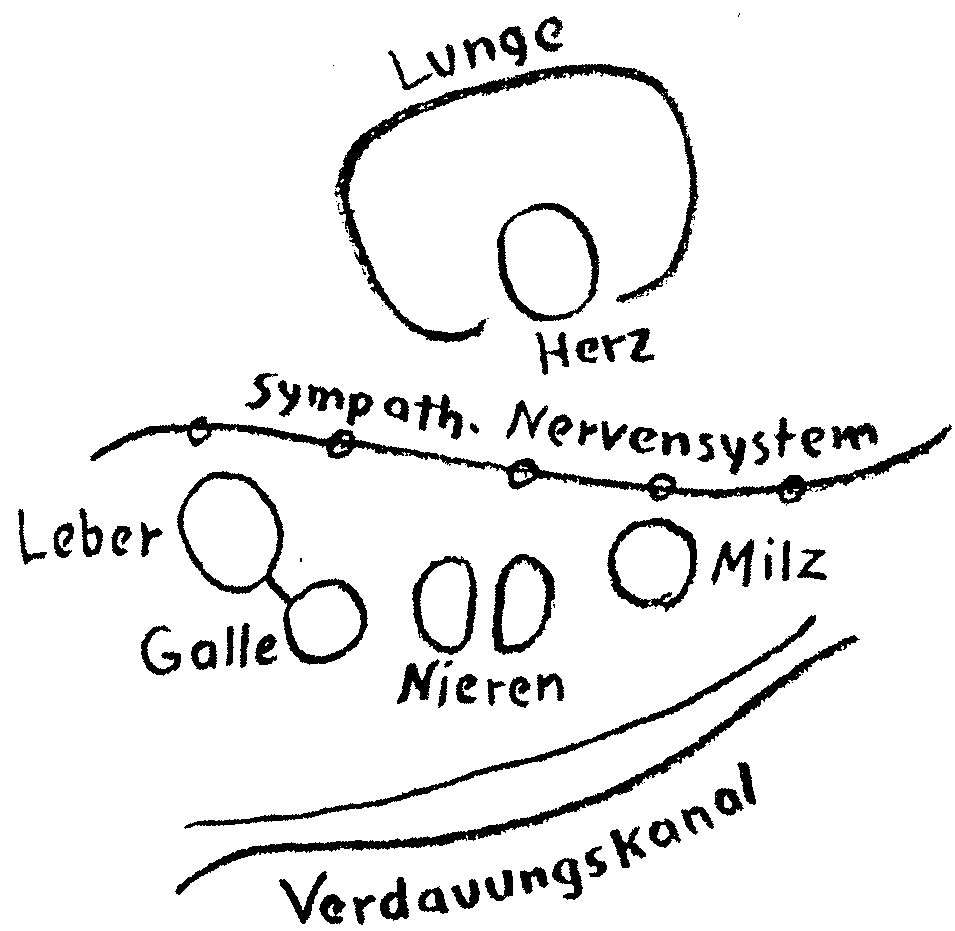 Lunge
Herz
Sympath. Nervensystem
Leber
Milz
Galle
Nieren
Verdauungskanal